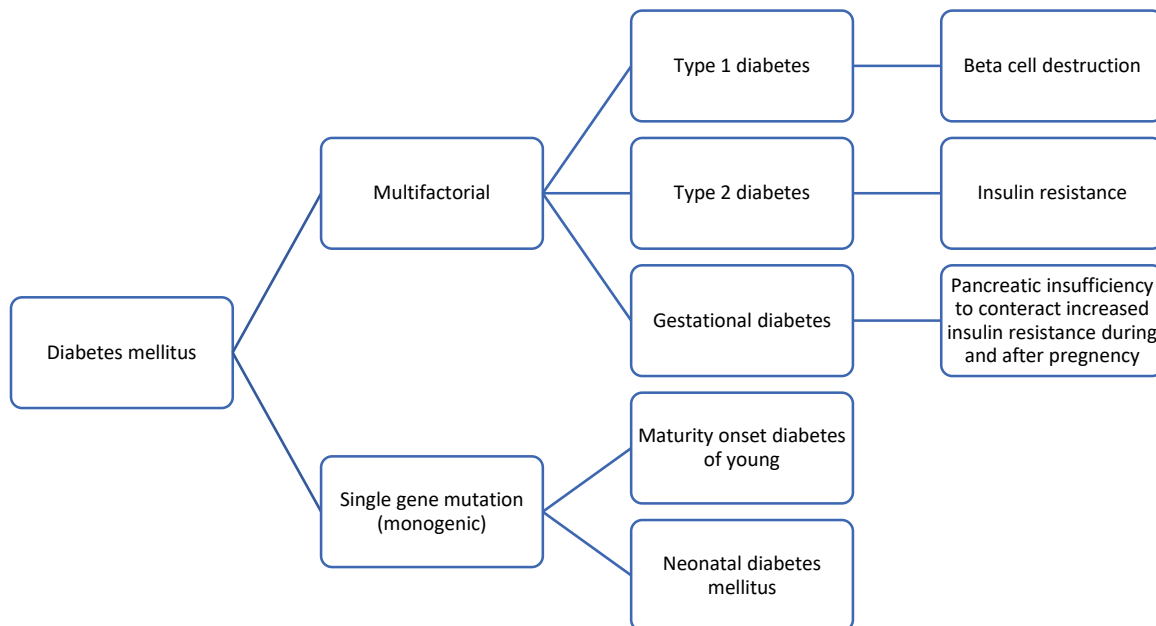 Type 1 diabetes
Beta cell destruction
Multifactorial
Type 2 diabetes
Insulin resistance
Gestational diabetes
Pancreatic insufficiency
to conteract increased
insulin resistance during
and after pregnency
Diabetes mellitus
Maturity onset diabetes
of young
Single gene mutation
(monogenic)
Neonatal diabetes
mellitus